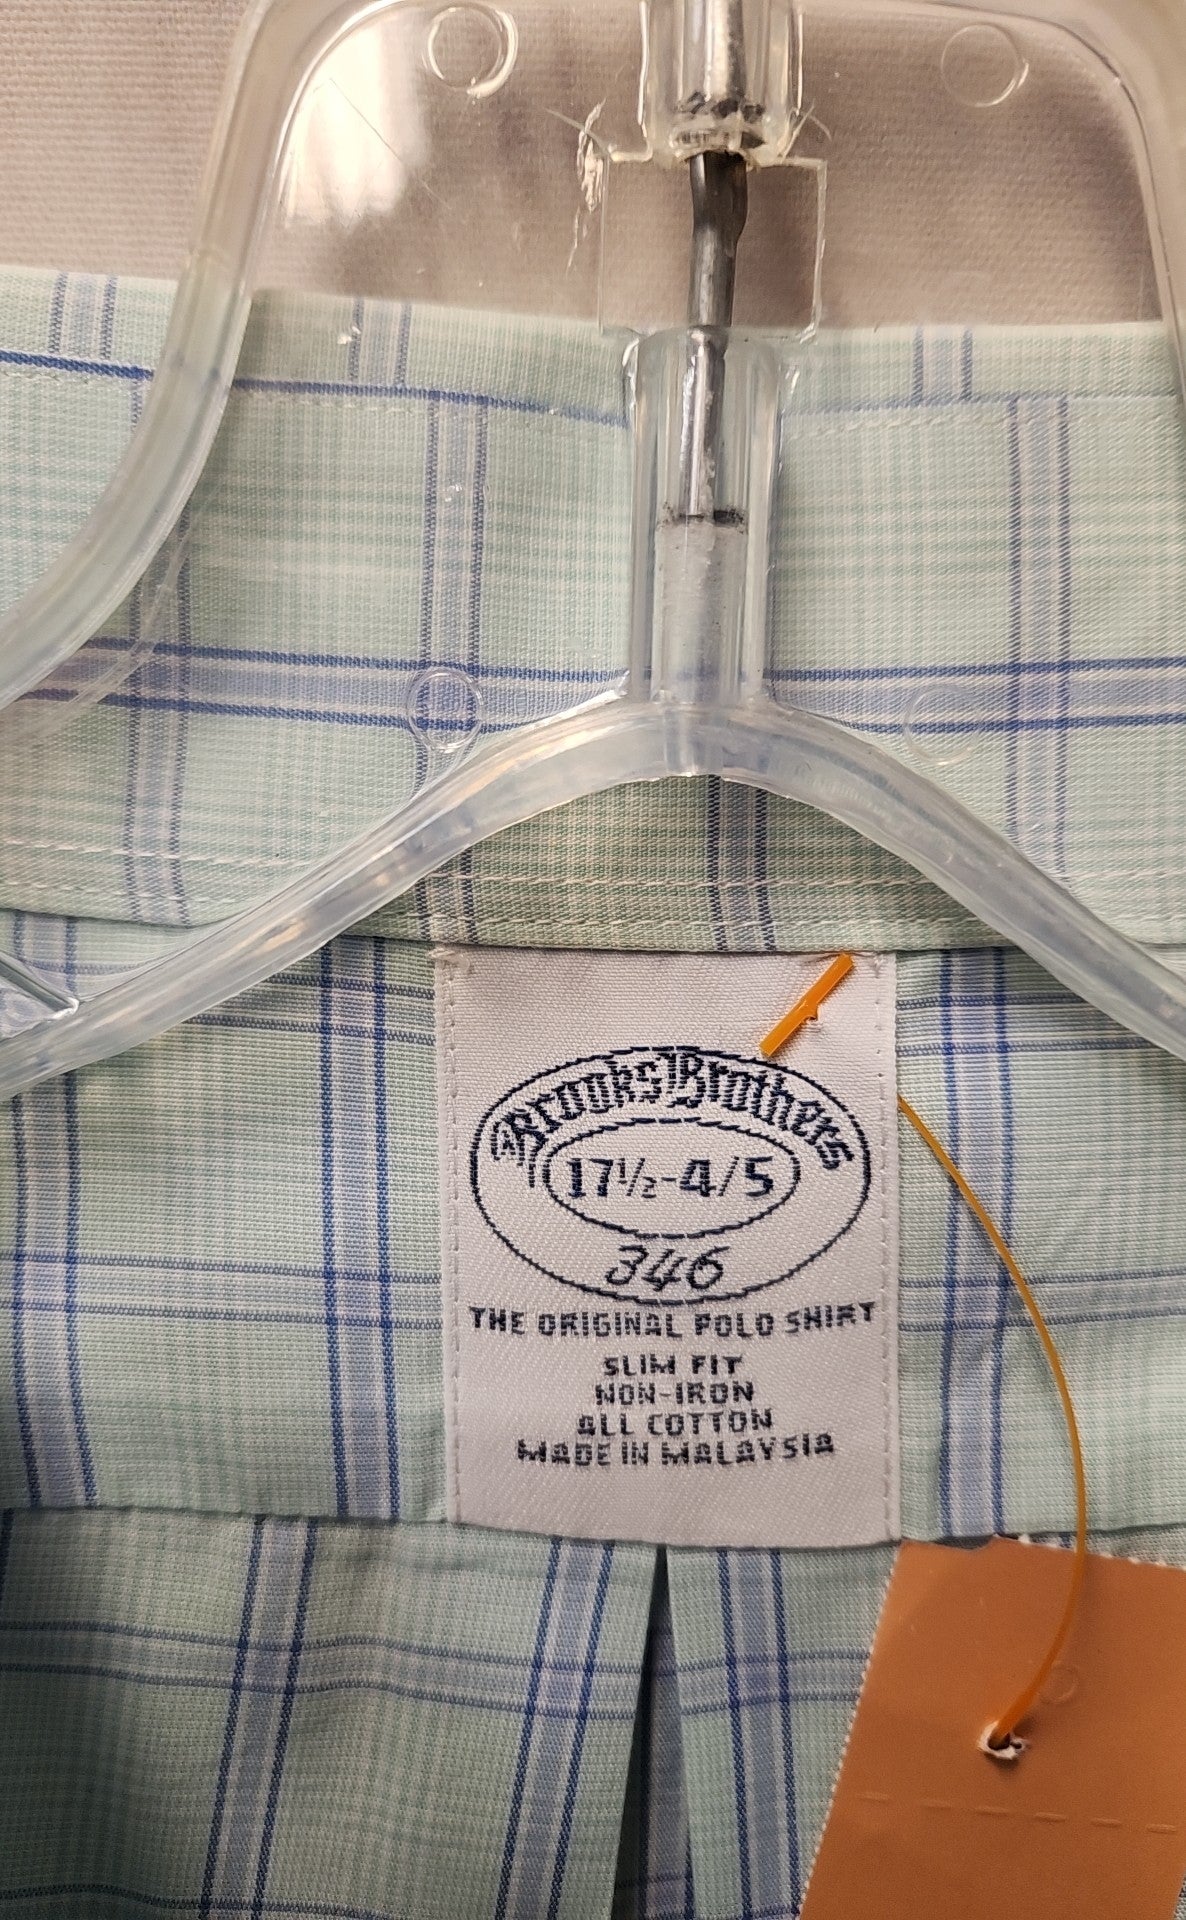 Brooks Brothers
17½-4/5
346
THE ORIGINAL POLO SHIRT
SLIM FIT
NON-IRON
ALL COTTON
MADE IN MALAYSIA